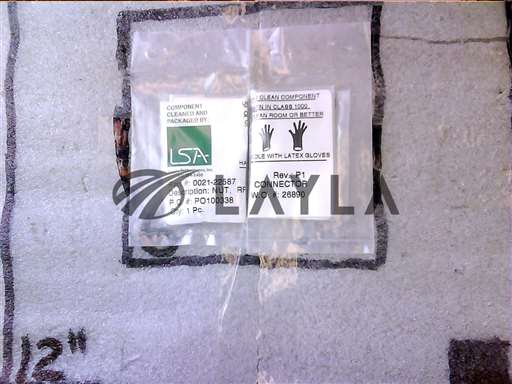 COMPONENT
CLEANED AND
PACKAGED BY
LSA
CLEAN COMPONENT
IN CLASS 1000
ROOM OR BETTER
WITH LATEX GLOVES
#: 0021-22587
Description: NUT, RF CONNECTOR
Rev.: P1
P.O.#: PO100338
W.O.#: 26890
Qty: 1 Pc.
LAYLA
12"